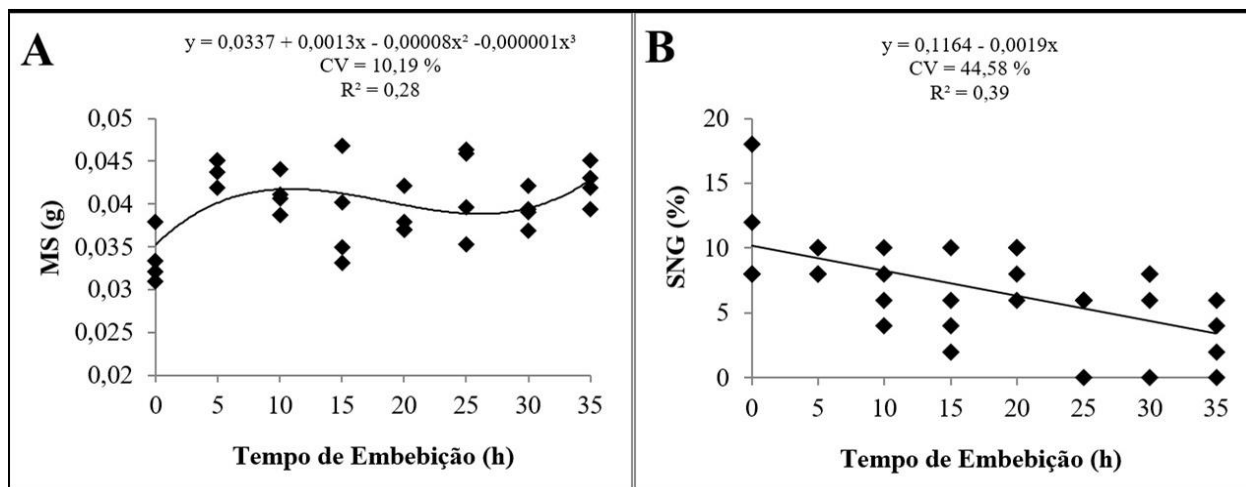 A
y = 0,0337 + 0,0013x - 0,00008x² -0,000001x³
CV = 10,19 %
R² = 0,28
0,05
0,045
0,04
0,035
0,03
0,025
0,02
MS (g)
0 5 10 15 20 25 30 35
Tempo de Embebição (h)
B
y = 0,1164 - 0,0019x
CV = 44,58 %
R² = 0,39
20
15
10
5
0
SNG (%)
0 5 10 15 20 25 30 35
Tempo de Embebição (h)